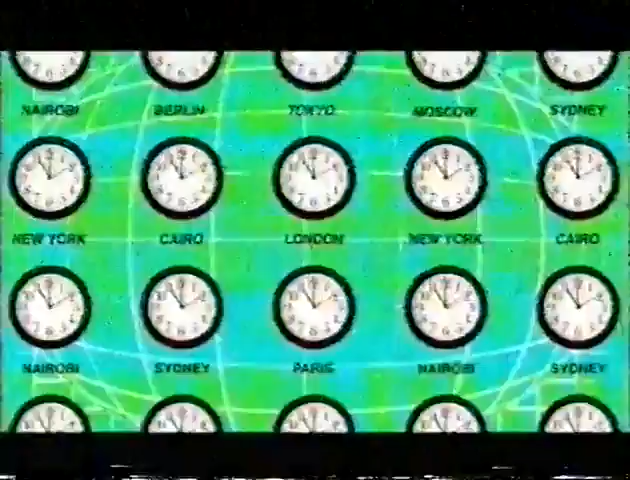 NAIROBI BERLIN TOKYO MOSCOW SYDNEY
NEW YORK CAIRO LONDON NEW YORK CAIRO
NAIROBI SYDNEY PARIS NAIROBI SYDNEY